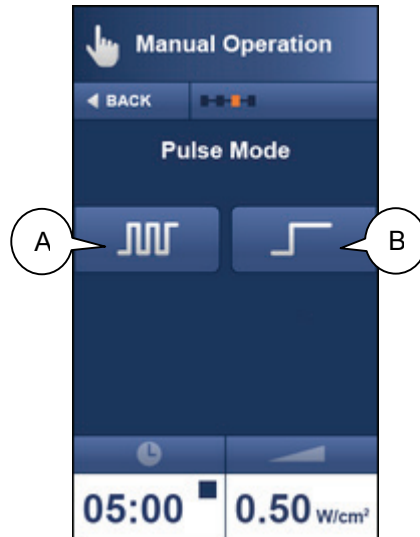 Manual Operation
BACK
Pulse Mode
A
B
05:00
0.50 W/cm²